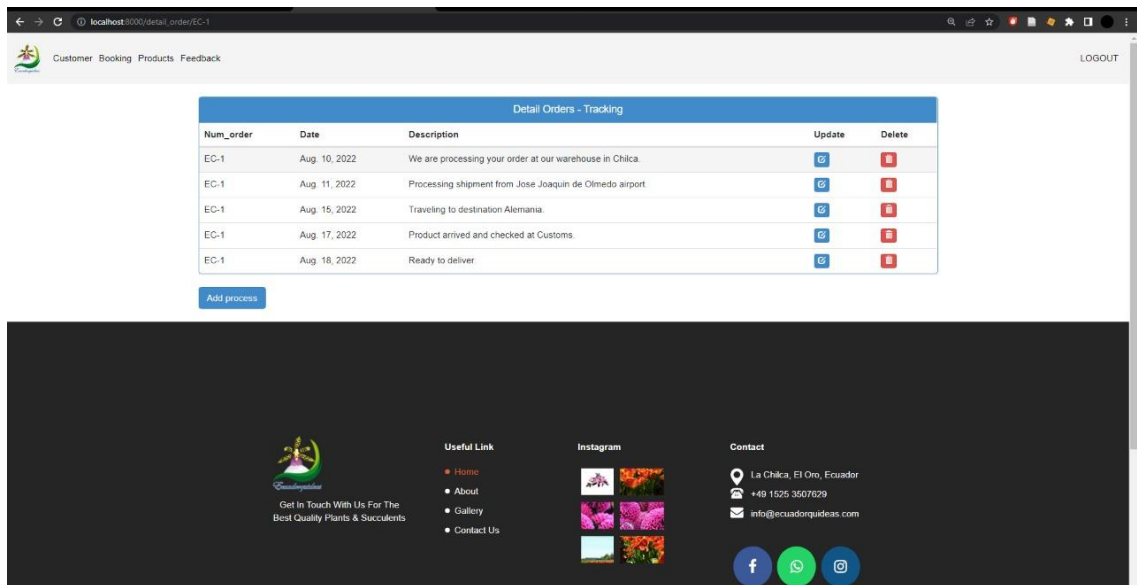 localhost:8000/detail_order/EC-1
Customer Booking Products Feedback LOGOUT
Detail Orders - Tracking
Num_order Date Description Update Delete
EC-1 Aug. 10, 2022 We are processing your order at our warehouse in Chilca.
EC-1 Aug. 11, 2022 Processing shipment from Jose Joaquin de Olmedo airport
EC-1 Aug. 15, 2022 Traveling to destination Alemania.
EC-1 Aug. 17, 2022 Product arrived and checked at Customs.
EC-1 Aug. 18, 2022 Ready to deliver
Add process
Ecuadorquideas
Get In Touch With Us For The
Best Quality Plants & Succulents
Useful Link
Home
About
Gallery
Contact Us
Instagram
Contact
La Chilca, El Oro, Ecuador
+49 1525 3507629
info@ecuadorquideas.com